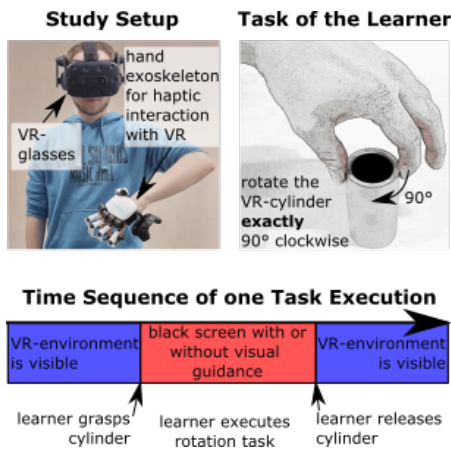 Study Setup
Task of the Learner
hand
exoskeleton
for haptic
interaction
with VR
VR-
glasses
rotate the
VR-cylinder
exactly
90° clockwise
90°
Time Sequence of one Task Execution
VR-environment
is visible
black screen with or
without visual
guidance
VR-environment
is visible
learner grasps
cylinder
learner executes
rotation task
learner releases
cylinder